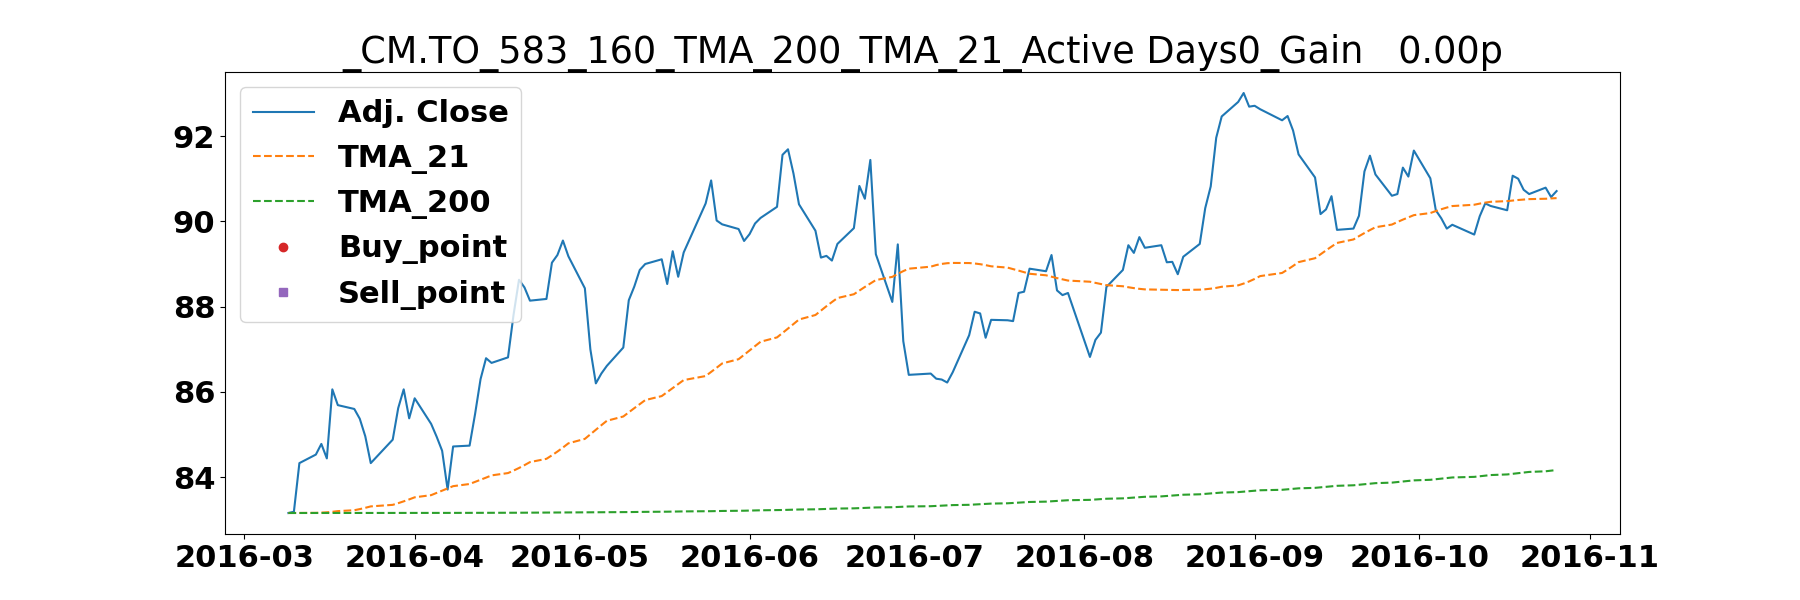 _CM.TO_583_160_TMA_200_TMA_21_Active Days0_Gain   0.00p
Adj. Close
TMA_21
TMA_200
Buy_point
Sell_point
92
90
88
86
84
2016-03 2016-04 2016-05 2016-06 2016-07 2016-08 2016-09 2016-10 2016-11